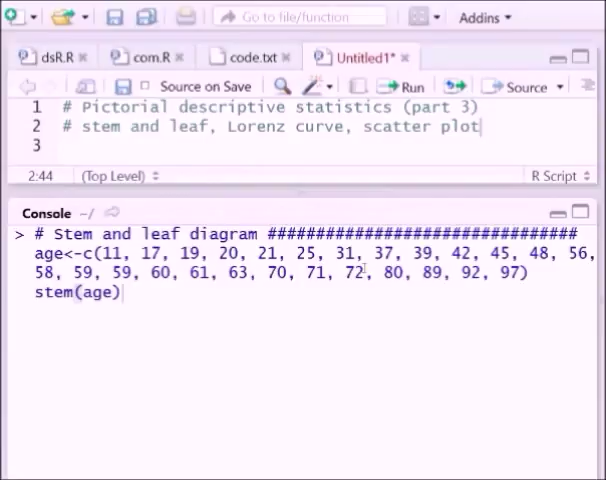 Go to file/function
Addins
dsR.R
com.R
code.txt
Untitled1*
Source on Save
Run
Source
1 # Pictorial descriptive statistics (part 3)
2 # stem and leaf, Lorenz curve, scatter plot
3
2:44 (Top Level) R Script
Console ~/
> # Stem and leaf diagram ################################
age<-c(11, 17, 19, 20, 21, 25, 31, 37, 39, 42, 45, 48, 56,
58, 59, 59, 60, 61, 63, 70, 71, 72, 80, 89, 92, 97)
stem(age)